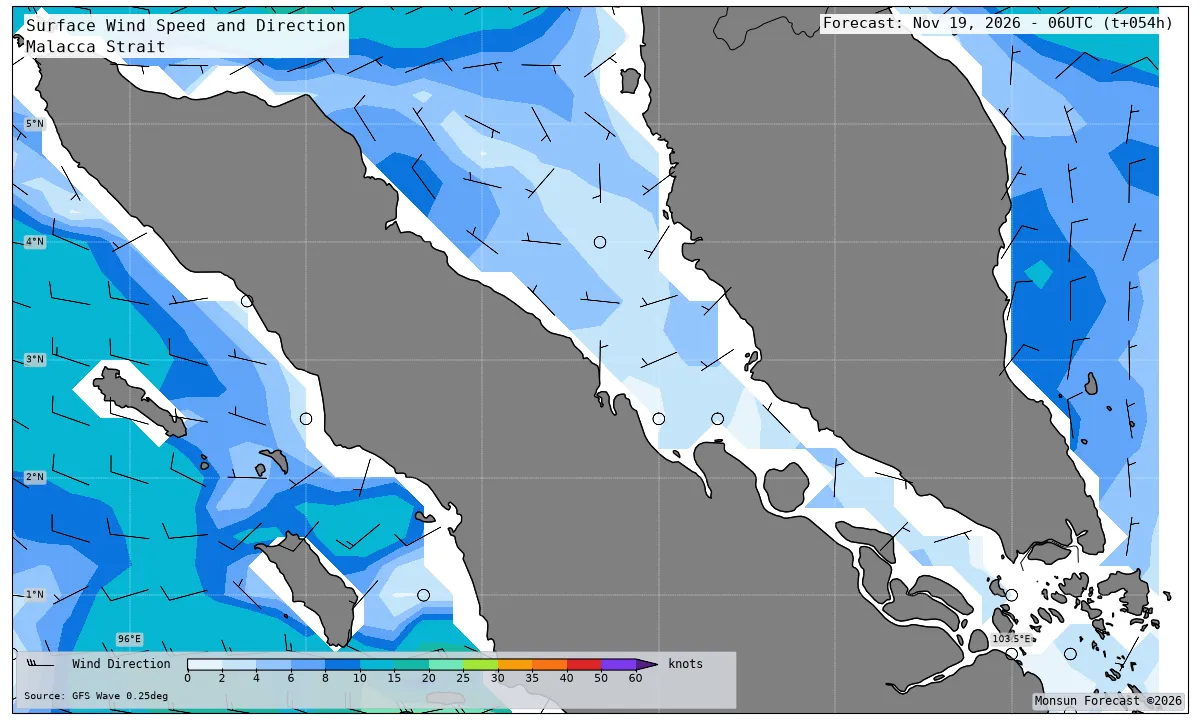 Surface Wind Speed and Direction
Malacca Strait
Forecast: Nov 19, 2026 - 06UTC (t+054h)
5°N
4°N
3°N
2°N
1°N
96°E
103.5°E
Wind Direction
knots
0 2 4 6 8 10 12 15 20 25 30 35 40 50 60
Source: GFS Wave 0.25deg
Monsun Forecast ©2026